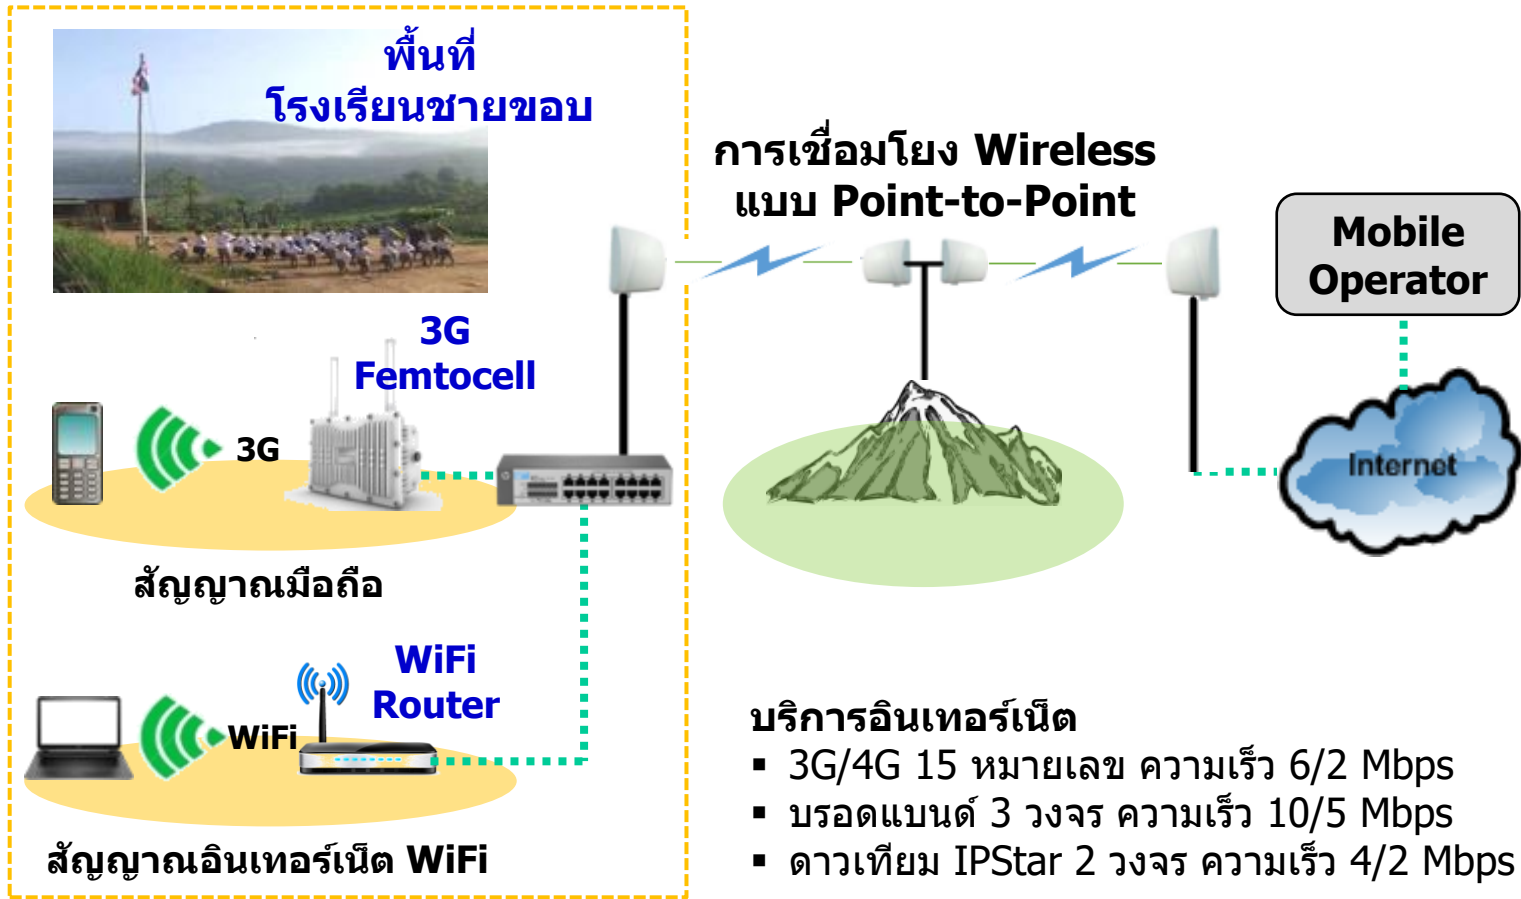 พื้นที่
โรงเรียนชายขอบ
การเชื่อมโยง Wireless
แบบ Point-to-Point
Mobile
Operator
3G
Femtocell
3G
Internet
สัญญาณมือถือ
WiFi
Router
WiFi
สัญญาณอินเทอร์เน็ต WiFi
บริการอินเทอร์เน็ต
▪ 3G/4G 15 หมายเลข ความเร็ว 6/2 Mbps
▪ บรอดแบนด์ 3 วงจร ความเร็ว 10/5 Mbps
▪ ดาวเทียม IPStar 2 วงจร ความเร็ว 4/2 Mbps